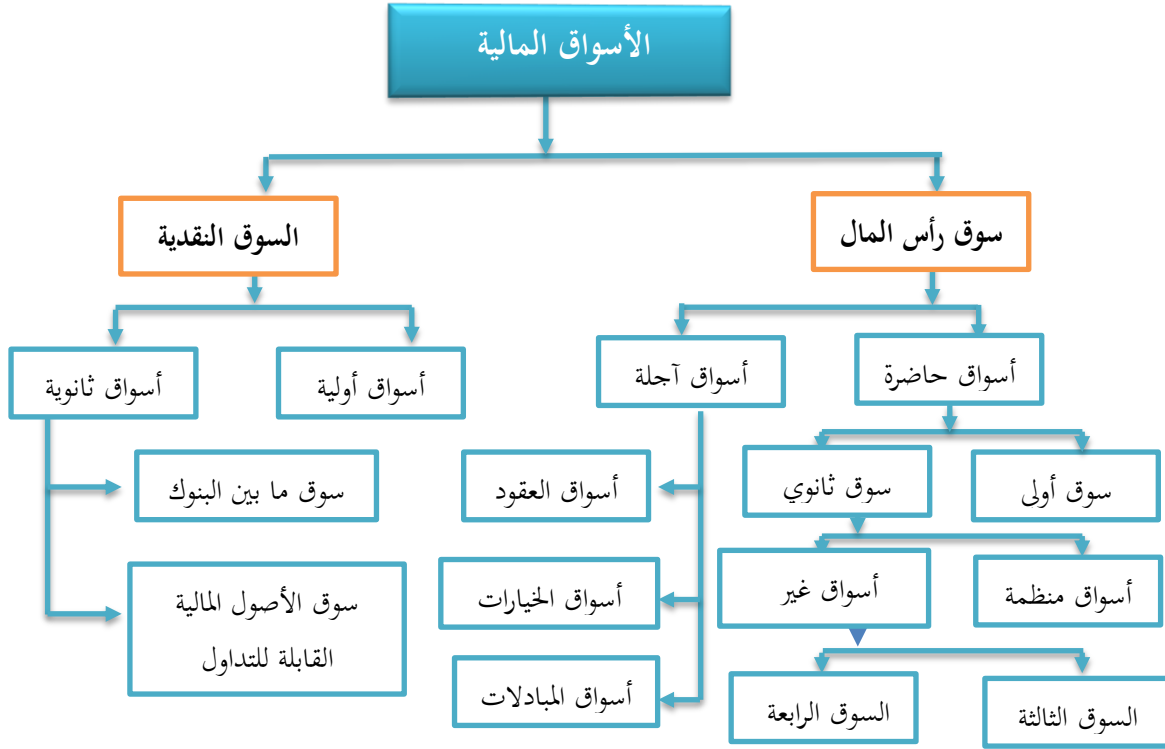 الأسواق المالية
سوق رأس المال
السوق النقدية
أسواق حاضرة
أسواق آجلة
أسواق أولية
أسواق ثانوية
سوق أولى
سوق ثانوي
أسواق العقود
سوق ما بين البنوك
أسواق منظمة
أسواق غير
أسواق الخيارات
سوق الأصول المالية
القابلة للتداول
السوق الثالثة
السوق الرابعة
أسواق المبادلات